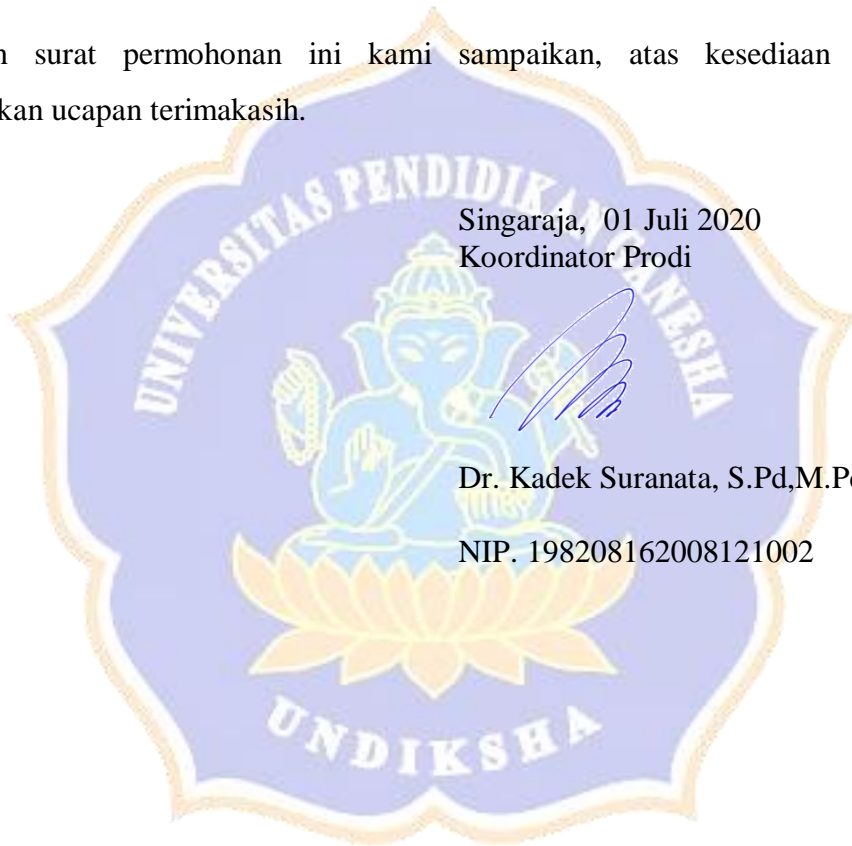 surat permohonan ini kami sampaikan, atas kesediaan
kan ucapan terimakasih.
UNIVERSITAS PENDIDIKAN GANESHA
Singaraja, 01 Juli 2020
Koordinator Prodi
Dr. Kadek Suranata, S.Pd,M.Pd
NIP. 198208162008121002
UNDIKSHA